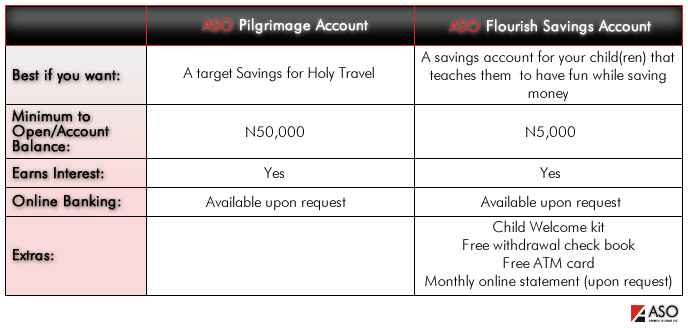 ASO Pilgrimage Account
ASO Flourish Savings Account
Best if you want:
A target Savings for Holy Travel
A savings account for your child(ren) that
teaches them to have fun while saving
money
Minimum to
Open/Account
Balance:
N50,000
N5,000
Earns Interest:
Yes
Yes
Online Banking:
Available upon request
Available upon request
Extras:
Child Welcome kit
Free withdrawal check book
Free ATM card
Monthly online statement (upon request)
ASO